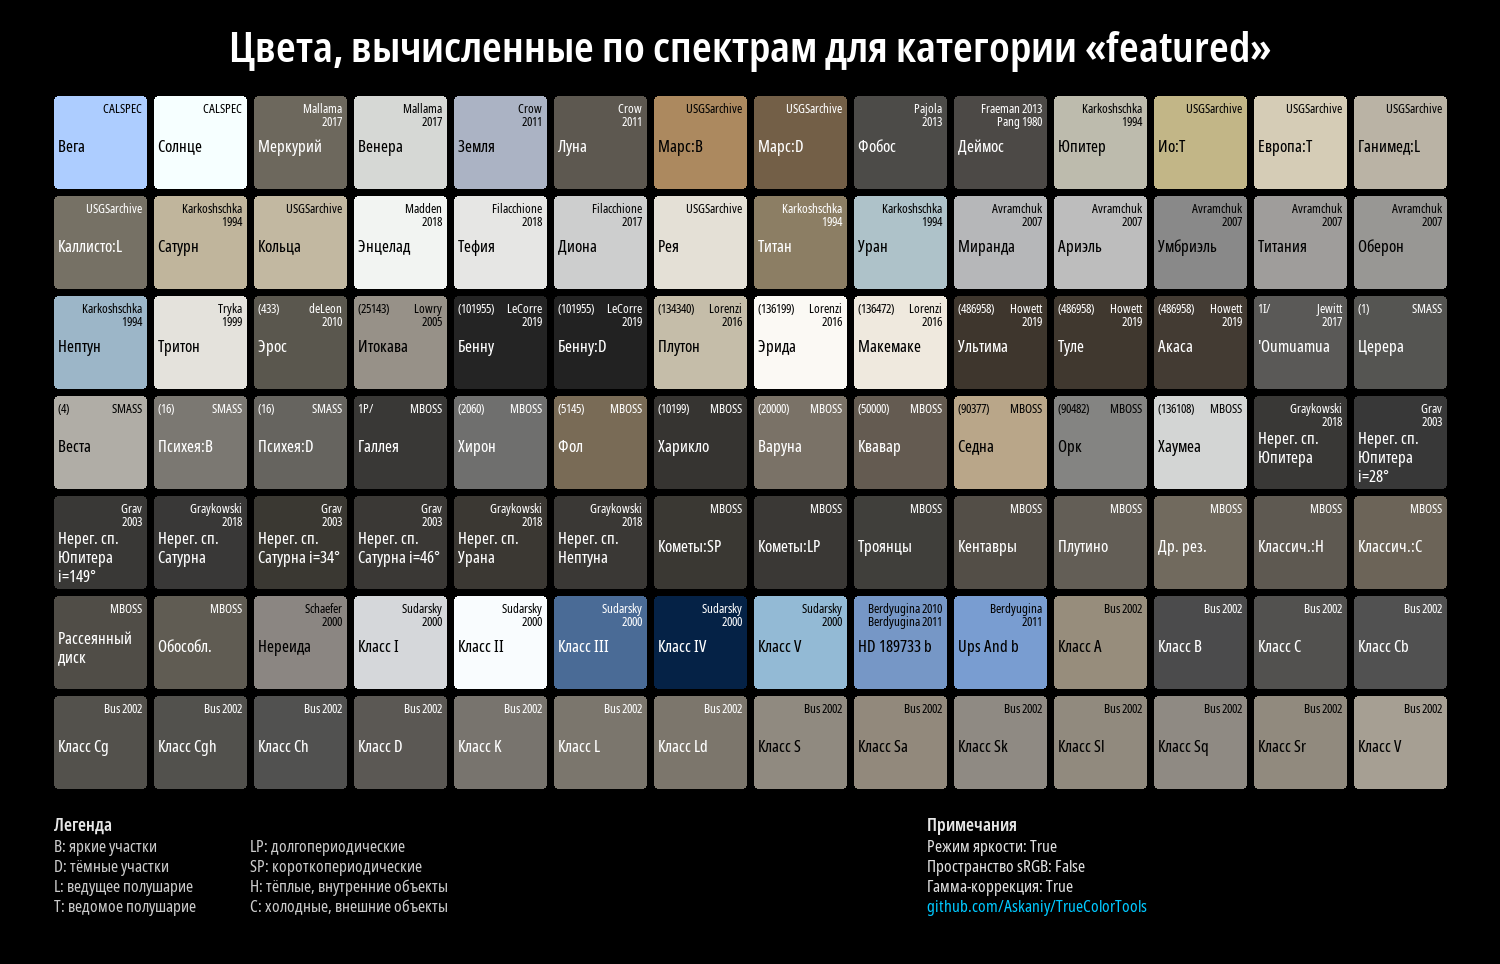 Цвета, вычисленные по спектрам для категории «featured»
CALSPEC
Вега
CALSPEC
Солнце
Mallama
2017
Меркурий
Mallama
2017
Венера
Crow
2011
Земля
Crow
2011
Луна
USGSarchive
Марс:B
USGSarchive
Марс:D
Pajola
2013
Фобос
Fraeman 2013
Pang 1980
Деймос
Karkoshschka
1994
Юпитер
USGSarchive
Ио:T
USGSarchive
Европа:T
USGSarchive
Ганимед:L
USGSarchive
Каллисто:L
Karkoshschka
1994
Сатурн
USGSarchive
Кольца
Madden
2018
Энцелад
Filacchione
2018
Тефия
Filacchione
2017
Диона
USGSarchive
Рея
Karkoshschka
1994
Титан
Karkoshschka
1994
Уран
Avramchuk
2007
Миранда
Avramchuk
2007
Ариэль
Avramchuk
2007
Умбриэль
Avramchuk
2007
Титания
Avramchuk
2007
Оберон
Karkoshschka
1994
Нептун
Tryka
1999
Тритон
(433) deLeon
2010
Эрос
(25143) Lowry
2005
Итокава
(101955) LeCorre
2019
Бенну
(101955) LeCorre
2019
Бенну:D
(134340) Lorenzi
2016
Плутон
(136199) Lorenzi
2016
Эрида
(136472) Lorenzi
2016
Макемаке
(486958) Howett
2019
Ультима
(486958) Howett
2019
Туле
(486958) Howett
2019
Акаса
1I/ Jewitt
2017
'Oumuamua
(1) SMASS
Церера
(4) SMASS
Веста
(16) SMASS
Психея:B
(16) SMASS
Психея:D
1P/ MBOSS
Галлея
(2060) MBOSS
Хирон
(5145) MBOSS
Фол
(10199) MBOSS
Харикло
(20000) MBOSS
Варуна
(50000) MBOSS
Квавар
(90377) MBOSS
Седна
(90482) MBOSS
Орк
(136108) MBOSS
Хаумеа
Graykowski
2018
Нерег. сп.
Юпитера
Grav
2003
Нерег. сп.
Юпитера
i=28°
Grav
2003
Нерег. сп.
Юпитера
i=149°
Graykowski
2018
Нерег. сп.
Сатурна
Grav
2003
Нерег. сп.
Сатурна i=34°
Grav
2003
Нерег. сп.
Сатурна i=46°
Graykowski
2018
Нерег. сп.
Урана
Graykowski
2018
Нерег. сп.
Нептуна
MBOSS
Кометы:SP
MBOSS
Кометы:LP
MBOSS
Троянцы
MBOSS
Кентавры
MBOSS
Плутино
MBOSS
Др. рез.
MBOSS
Классич.:H
MBOSS
Классич.:C
MBOSS
Рассеянный
диск
MBOSS
Обособл.
Schaefer
2000
Нереида
Sudarsky
2000
Класс I
Sudarsky
2000
Класс II
Sudarsky
2000
Класс III
Sudarsky
2000
Класс IV
Sudarsky
2000
Класс V
Berdyugina 2010
Berdyugina 2011
HD 189733 b
Berdyugina
2011
Ups And b
Bus 2002
Класс A
Bus 2002
Класс B
Bus 2002
Класс C
Bus 2002
Класс Cb
Bus 2002
Класс Cg
Bus 2002
Класс Cgh
Bus 2002
Класс Ch
Bus 2002
Класс D
Bus 2002
Класс K
Bus 2002
Класс L
Bus 2002
Класс Ld
Bus 2002
Класс S
Bus 2002
Класс Sa
Bus 2002
Класс Sk
Bus 2002
Класс Sl
Bus 2002
Класс Sq
Bus 2002
Класс Sr
Bus 2002
Класс V
Легенда
B: яркие участки
D: тёмные участки
L: ведущее полушарие
T: ведомое полушарие
LP: долгопериодические
SP: короткопериодические
H: тёплые, внутренние объекты
C: холодные, внешние объекты
Примечания
Режим яркости: True
Пространство sRGB: False
Гамма-коррекция: True
github.com/Askaniy/TrueColorTools